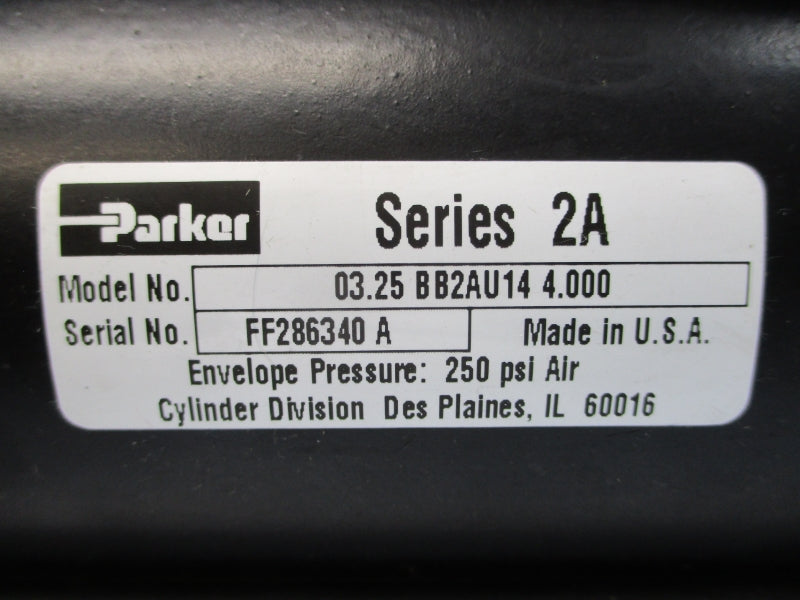 Parker Series 2A
Model No. 03.25 BB2AU14 4.000
Serial No. FF286340 A Made in U.S.A.
Envelope Pressure: 250 psi Air
Cylinder Division Des Plaines, IL 60016